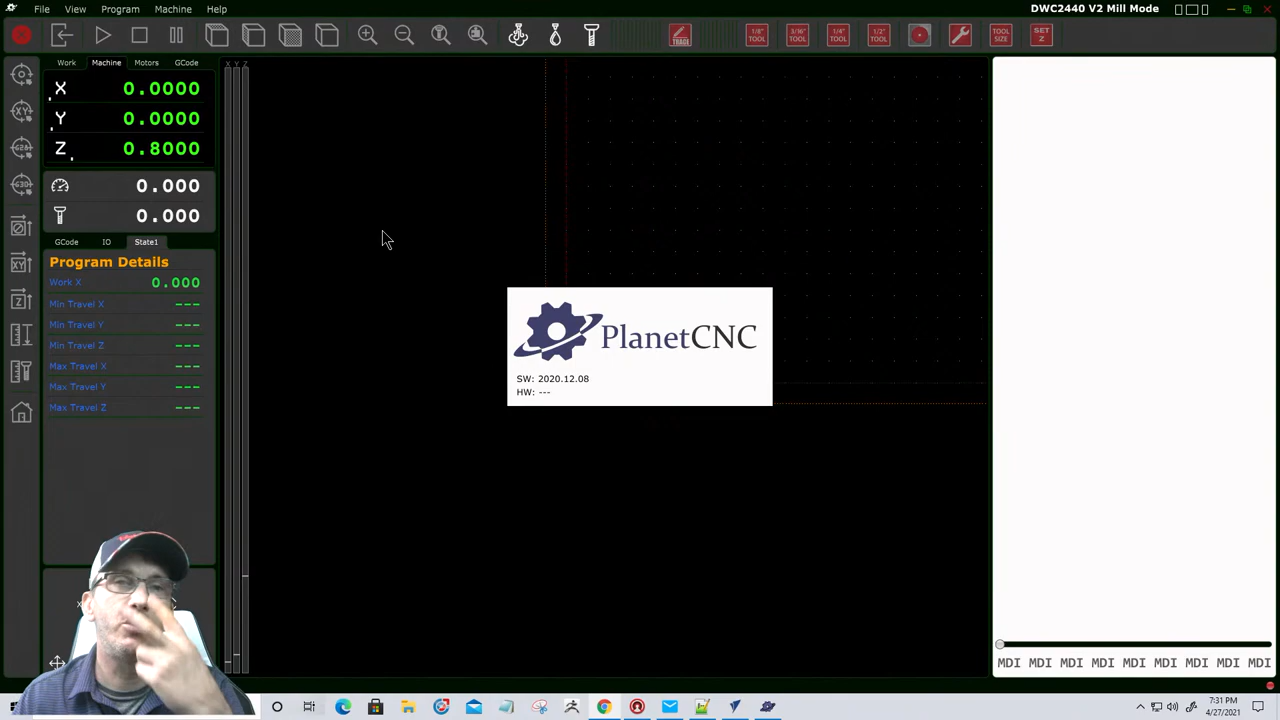 File View Program Machine Help
DWC2440 V2 Mill Mode
TRACE
1/8" TOOL
3/16" TOOL
1/4" TOOL
1/2" TOOL
TOOL SIZE
SET Z
Work Machine Motors GCode
X Y Z
X 0.0000
Y 0.0000
Z 0.8000
0.000
0.000
GCode IO State1
Program Details
Work X 0.000
Min Travel X ---
Min Travel Y ---
Min Travel Z ---
Max Travel X ---
Max Travel Y ---
Max Travel Z ---
PlanetCNC
SW: 2020.12.08
HW: ---
MDI MDI MDI MDI MDI MDI MDI MDI MDI
7:31 PM
4/27/2021